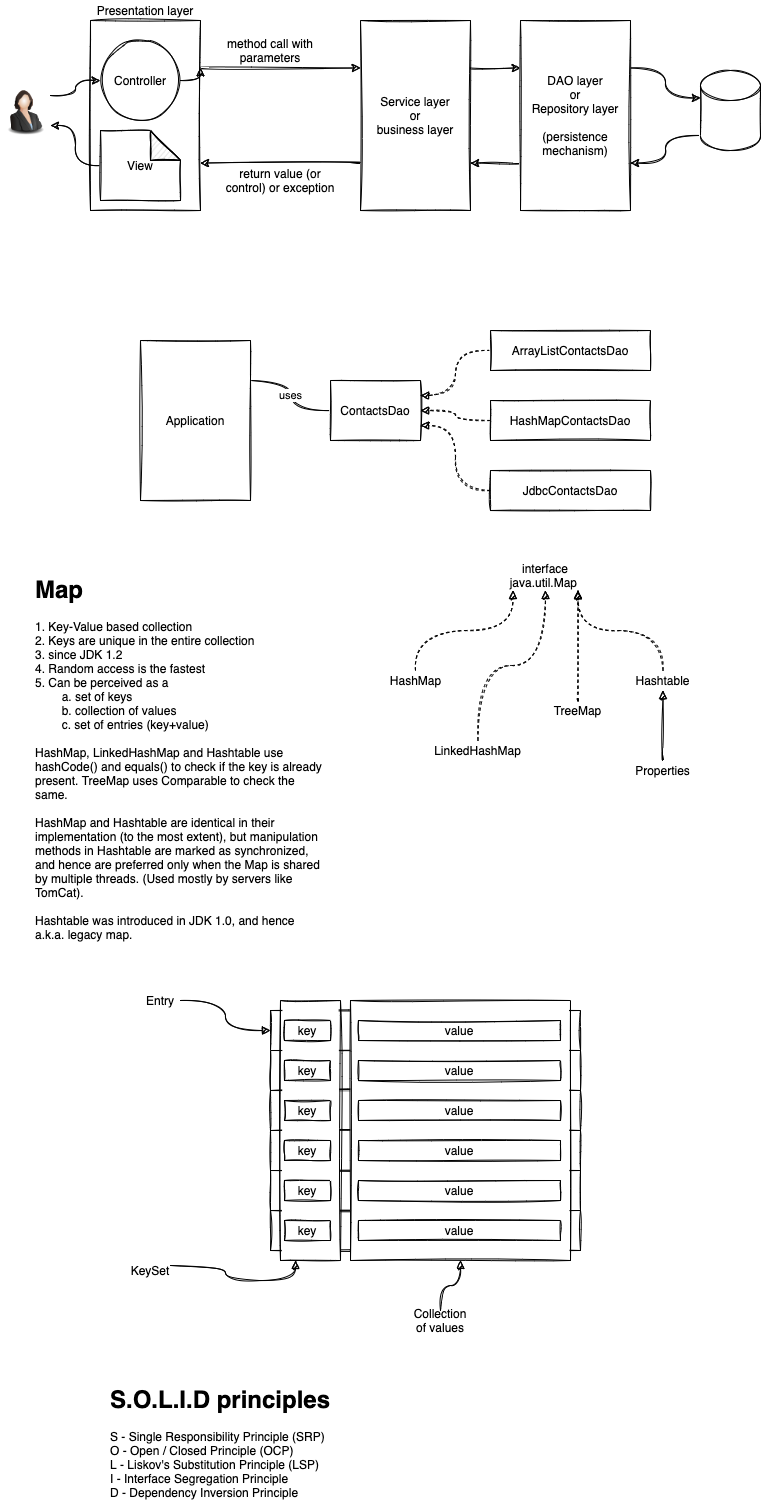 Presentation layer
Controller
View
method call with
parameters
return value (or
control) or exception
Service layer
or
business layer
DAO layer
or
Repository layer
(persistence
mechanism)
Application
uses
ContactsDao
ArrayListContactsDao
HashMapContactsDao
JdbcContactsDao
Map
1. Key-Value based collection
2. Keys are unique in the entire collection
3. since JDK 1.2
4. Random access is the fastest
5. Can be perceived as a
a. set of keys
b. collection of values
c. set of entries (key+value)
HashMap, LinkedHashMap and Hashtable use
hashCode() and equals() to check if the key is already
present. TreeMap uses Comparable to check the
same.
HashMap and Hashtable are identical in their
implementation (to the most extent), but manipulation
methods in Hashtable are marked as synchronized,
and hence are preferred only when the Map is shared
by multiple threads. (Used mostly by servers like
TomCat).
Hashtable was introduced in JDK 1.0, and hence
a.k.a. legacy map.
interface
java.util.Map
HashMap
LinkedHashMap
TreeMap
Hashtable
Properties
Entry
key value
key value
key value
key value
key value
key value
KeySet
Collection
of values
S.O.L.I.D principles
S - Single Responsibility Principle (SRP)
O - Open / Closed Principle (OCP)
L - Liskov's Substitution Principle (LSP)
I - Interface Segregation Principle
D - Dependency Inversion Principle